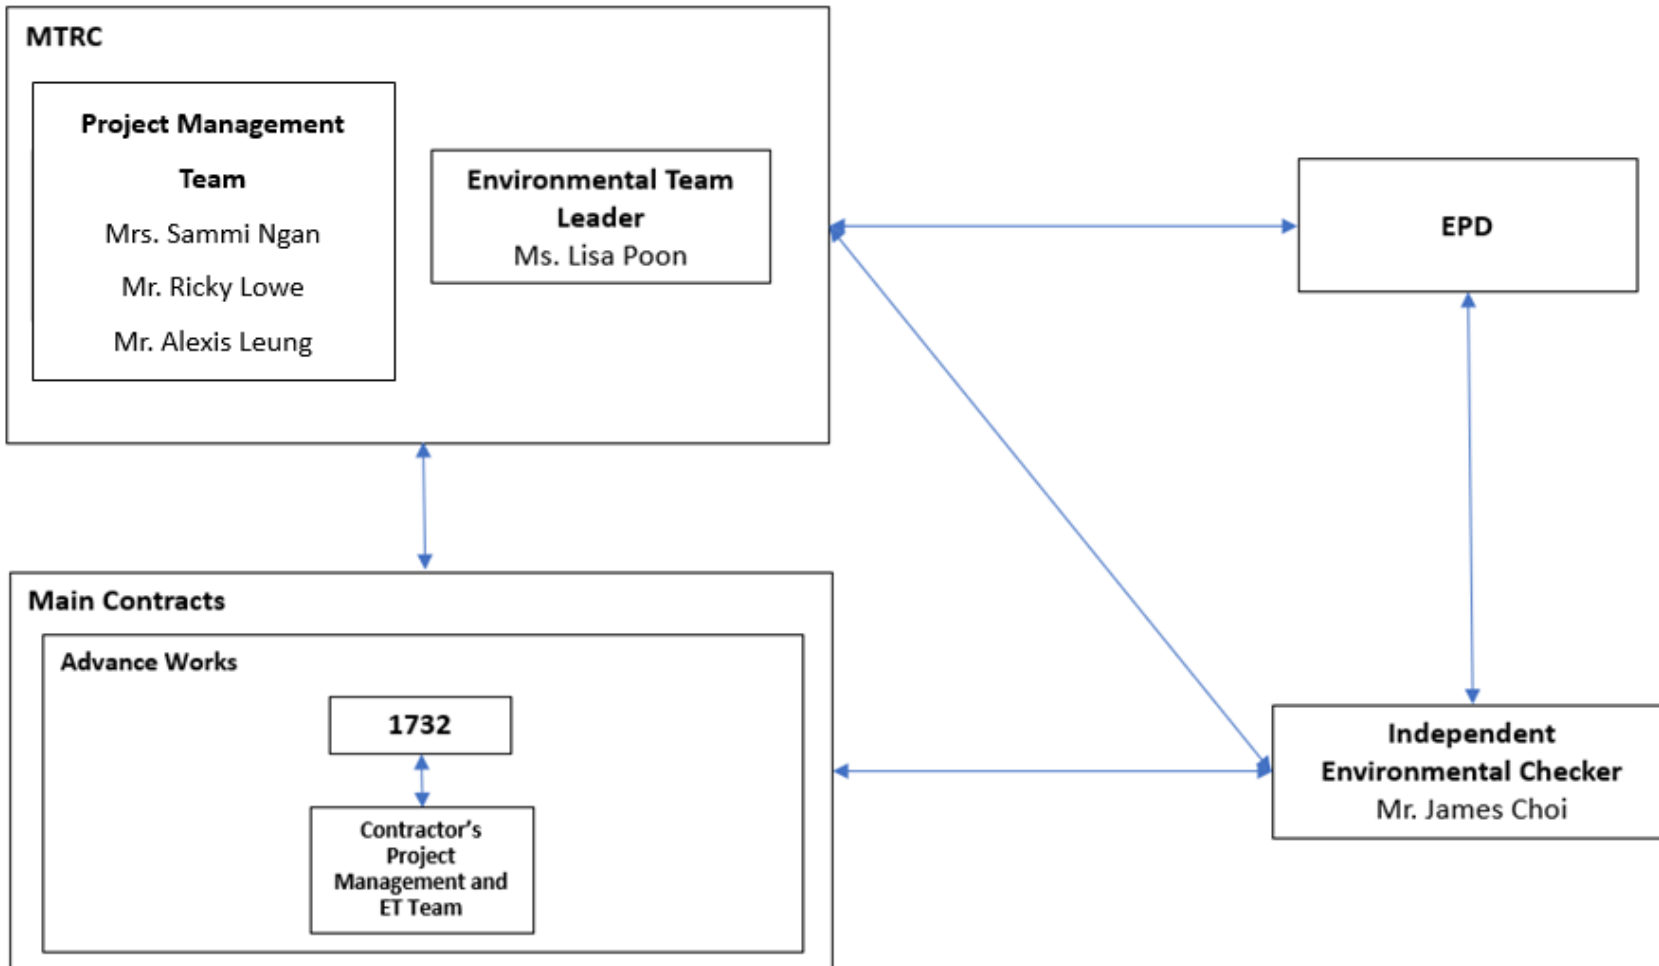 MTRC
Project Management
Team
Mrs. Sammi Ngan
Mr. Ricky Lowe
Mr. Alexis Leung
Environmental Team
Leader
Ms. Lisa Poon
EPD
Main Contracts
Advance Works
1732
Contractor’s
Project
Management and
ET Team
Independent
Environmental Checker
Mr. James Choi